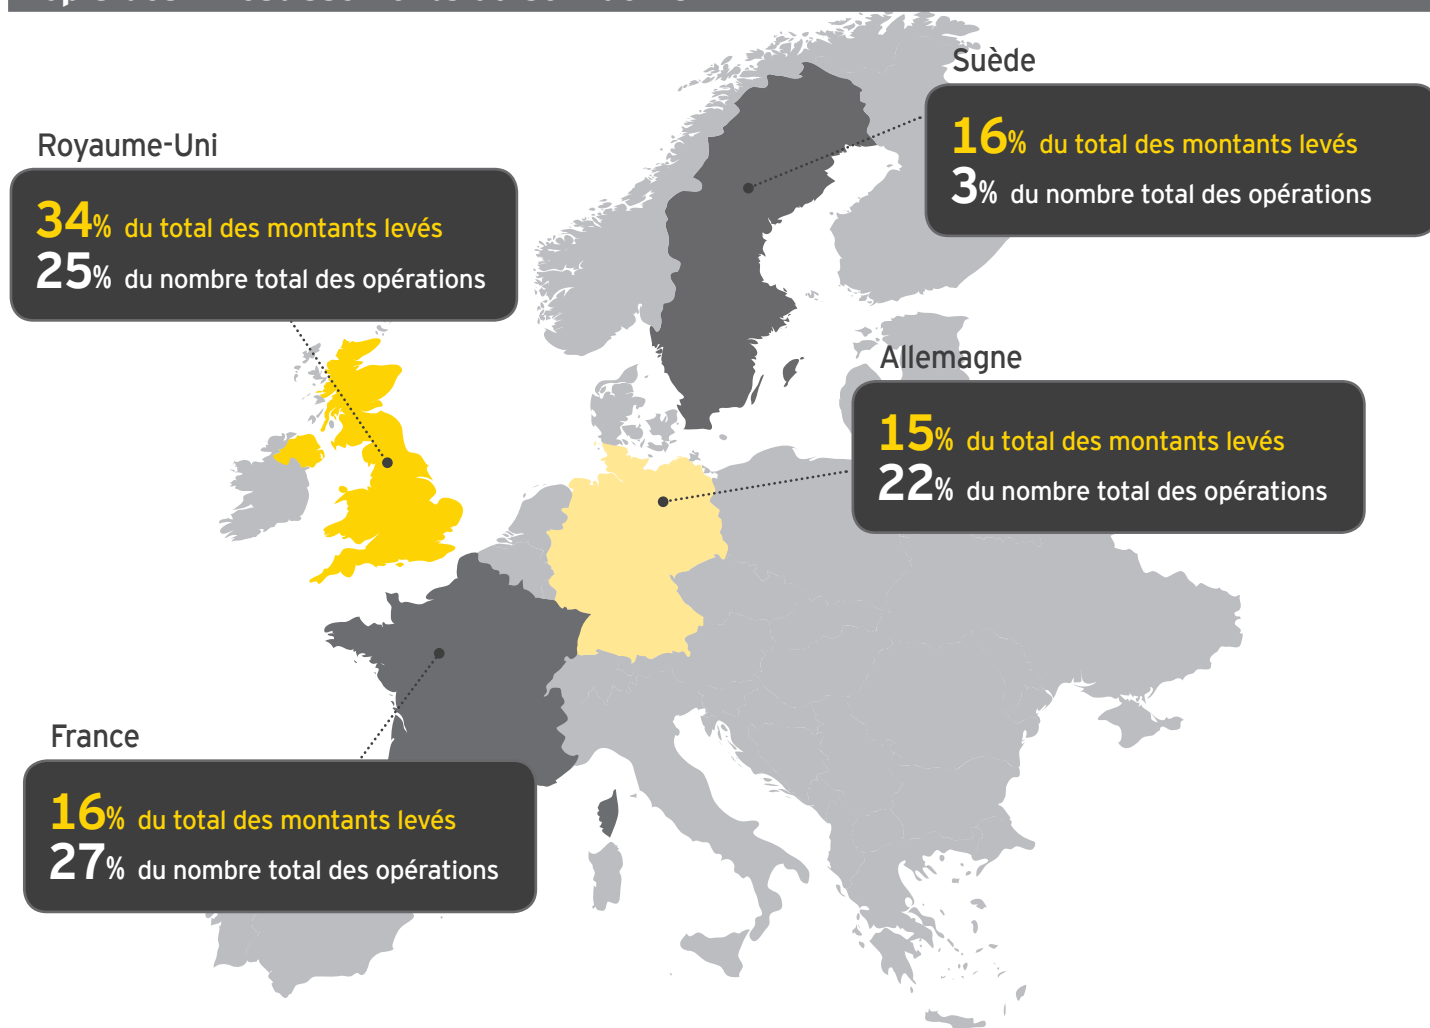 Suède
16% du total des montants levés
3% du nombre total des opérations
Royaume-Uni
34% du total des montants levés
25% du nombre total des opérations
Allemagne
15% du total des montants levés
22% du nombre total des opérations
France
16% du total des montants levés
27% du nombre total des opérations